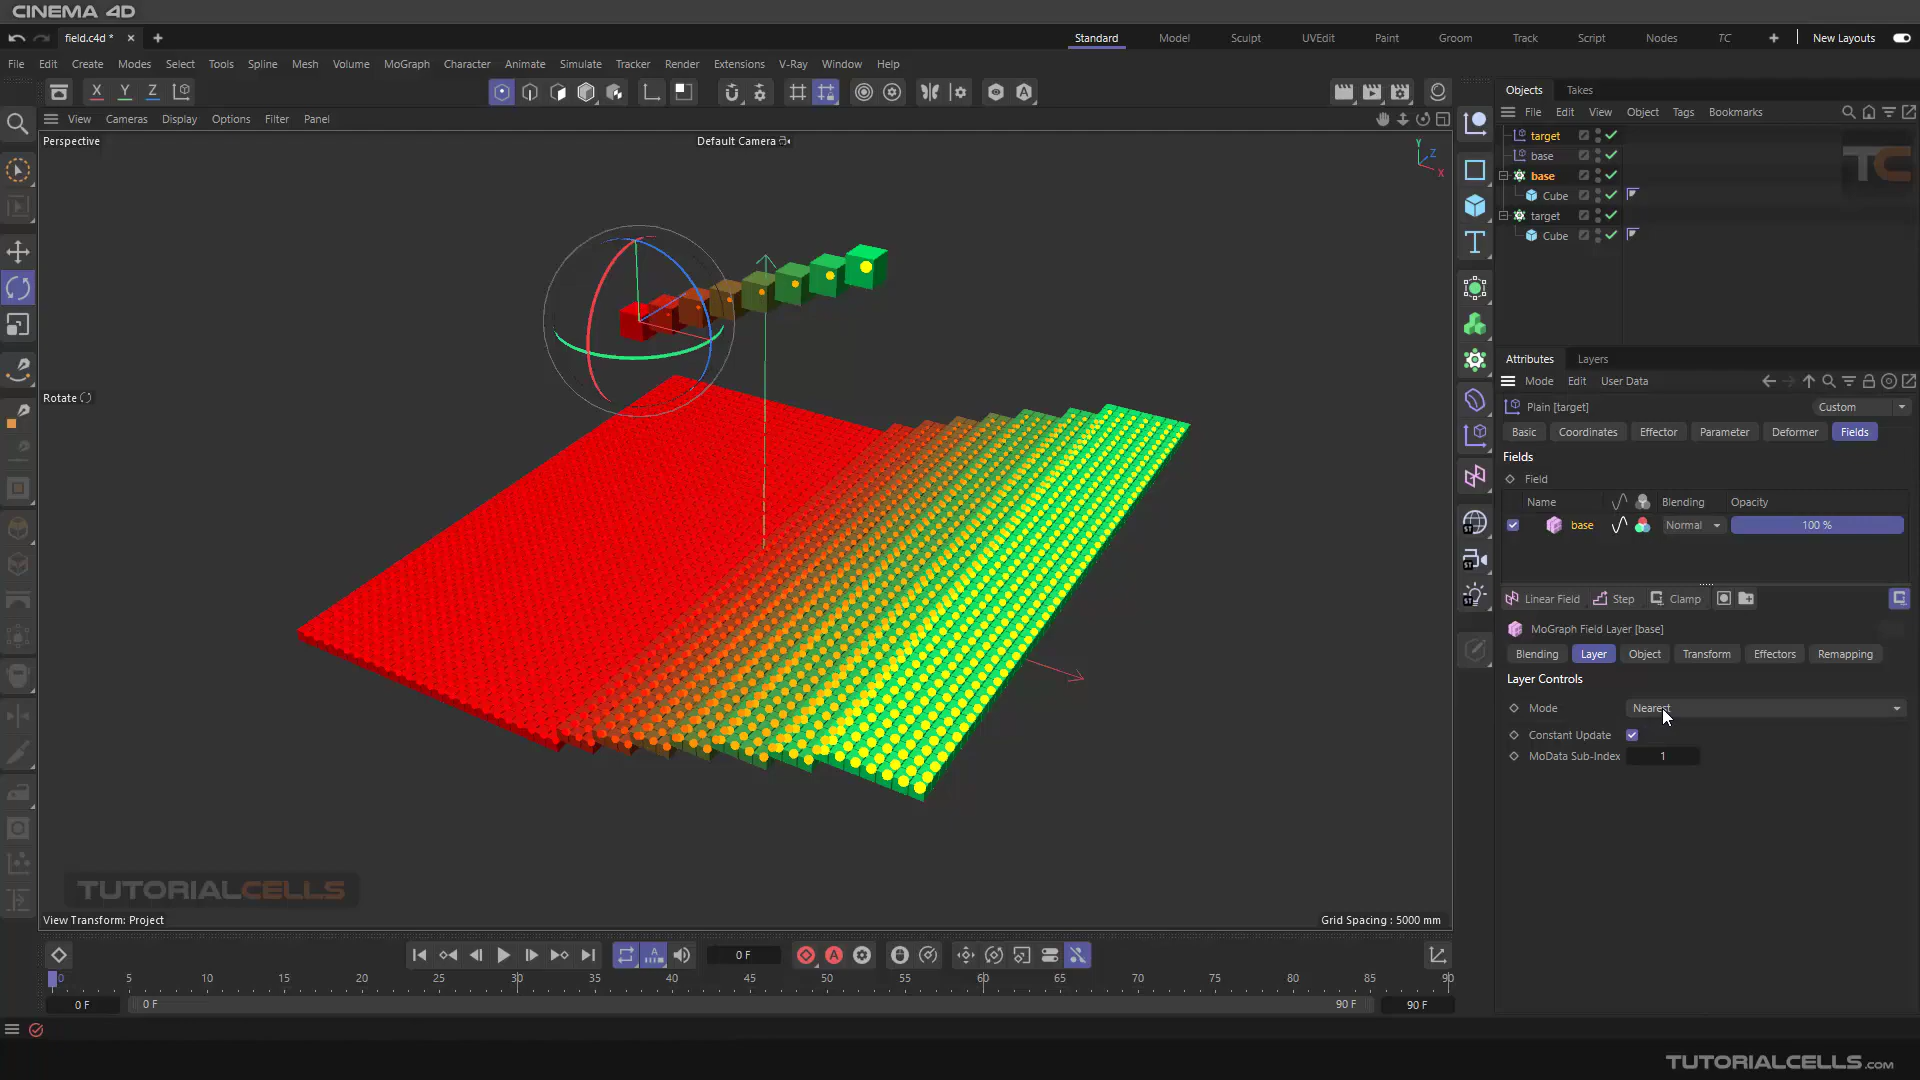 CINEMA 4D
field.c4d *
Standard Model Sculpt UVEdit Paint Groom Track Script Nodes TC New Layouts
File Edit Create Modes Select Tools Spline Mesh Volume MoGraph Character Animate Simulate Tracker Render Extensions V-Ray Window Help
X Y Z
View Cameras Display Options Filter Panel
Perspective
Default Camera
Y
Z
X
Rotate
TUTORIALCELLS
View Transform: Project
Grid Spacing : 5000 mm
Objects Takes
File Edit View Object Tags Bookmarks
target
base
base
Cube
target
Cube
TC
Attributes Layers
Mode Edit User Data
Plain [target]
Custom
Basic Coordinates Effector Parameter Deformer Fields
Fields
Field
Name Blending Opacity
base Normal 100 %
Linear Field Step Clamp
MoGraph Field Layer [base]
Blending Layer Object Transform Effectors Remapping
Layer Controls
Mode Nearest
Constant Update
MoData Sub-Index 1
0 F
0 5 10 15 20 25 30 35 40 45 50 55 60 65 70 75 80 85 90
0 F 0 F 90 F 90 F
TUTORIALCELLS.com